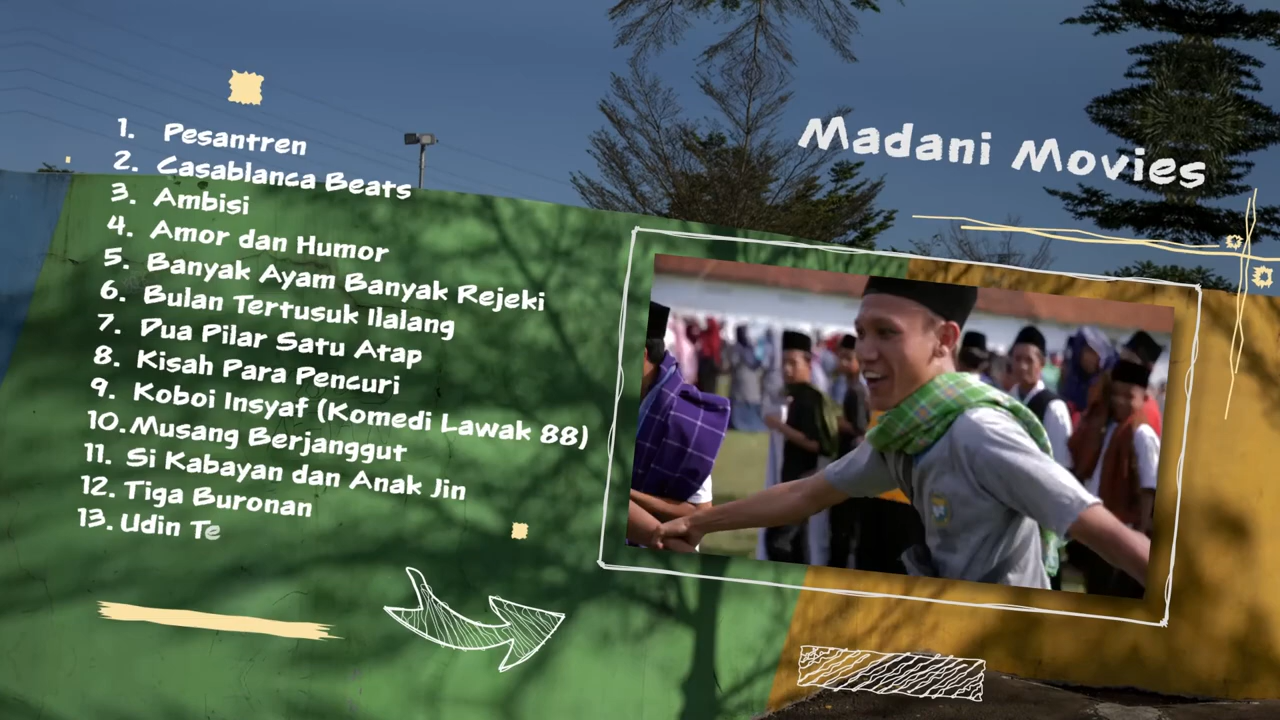 Madani Movies
1. Pesantren
2. Casablanca Beats
3. Ambisi
4. Amor dan Humor
5. Banyak Ayam Banyak Rejeki
6. Bulan Tertusuk Ilalang
7. Dua Pilar Satu Atap
8. Kisah Para Pencuri
9. Koboi Insyaf (Komedi Lawak 88)
10. Musang Berjanggut
11. Si Kabayan dan Anak Jin
12. Tiga Buronan
13. Udin Te